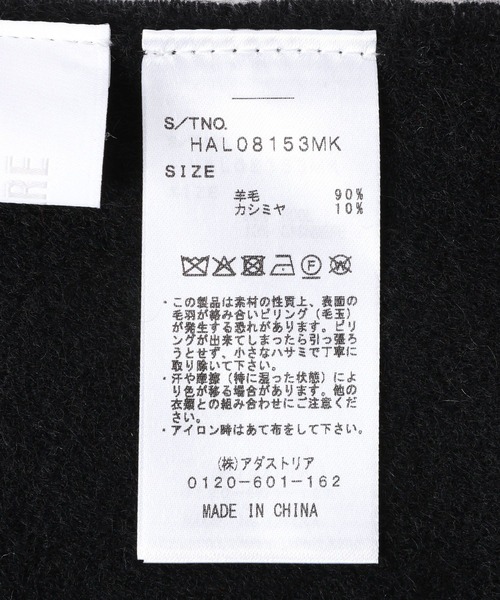 RE
S/TNO.
HAL08153MK
SIZE
羊毛 90%
カシミヤ 10%
・この製品は素材の性質上、表面の
毛羽が絡み合いピリング（毛玉）
が発生する恐れがあります。ピリ
ングが出来てしまったら引っ張ろ
うとせず、小さなハサミで丁寧に
取り除いて下さい。
・汗や摩擦（特に湿った状態）によ
り色が移る場合があります。他の
衣類との組み合わせにご注意くだ
さい。
・アイロン時はあて布をして下さい。
(株)アダストリア
0120-601-162
MADE IN CHINA